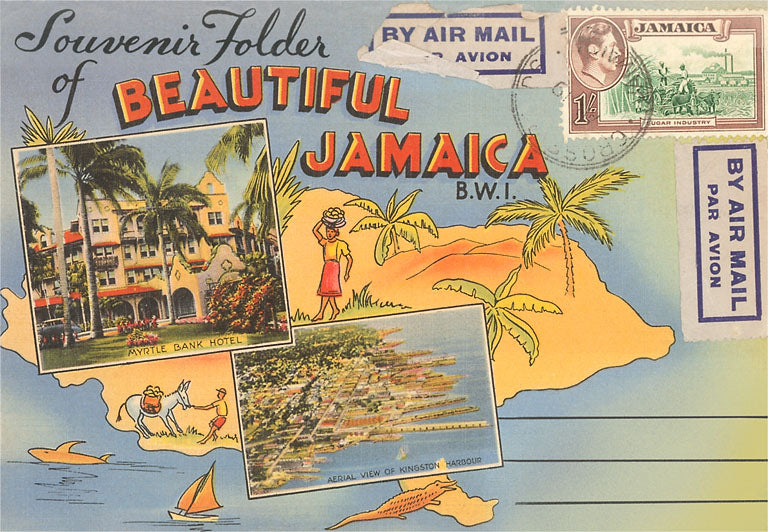 Souvenir Folder
of BEAUTIFUL
JAMAICA
B.W.I.
BY AIR MAIL
PAR AVION
JAMAICA
1/-
SUGAR INDUSTRY
CROSS
BY AIR MAIL
PAR AVION
MYRTLE BANK HOTEL
AERIAL VIEW OF KINGSTON HARBOUR